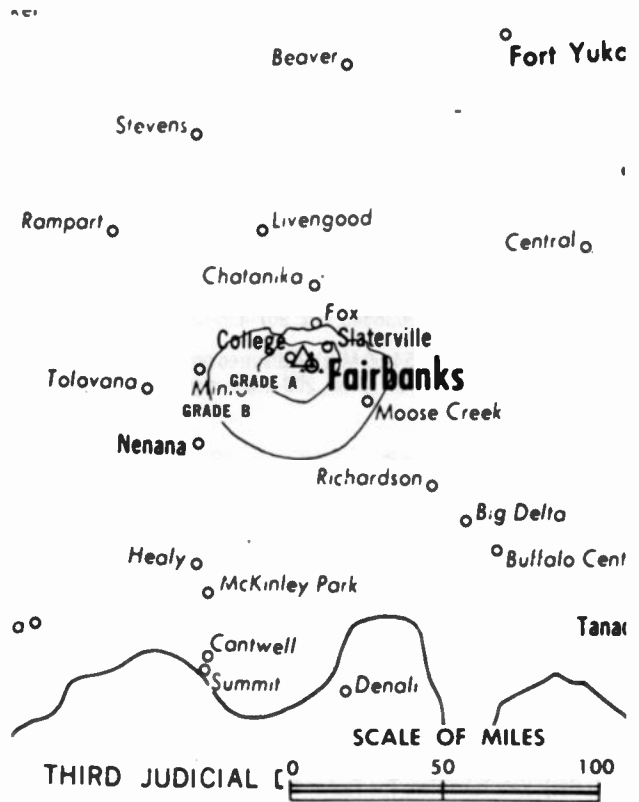 Beaver
Fort Yukc
Stevens
Rampart
Livengood
Central
Chatanika
Fox
College
Slaterville
GRADE A
Fairbanks
Tolovana
GRADE B
Moose Creek
Nenana
Richardson
Big Delta
Healy
Buffalo Cent
McKinley Park
a
Tana
Cantwell
Summit
Denali
SCALE OF MILES
THIRD JUDICIAL
0 50 100